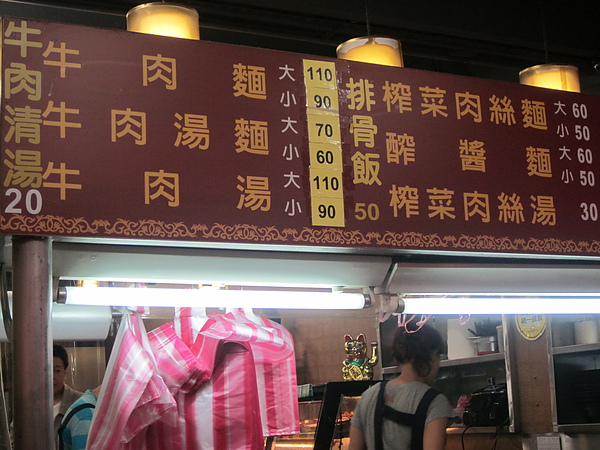 牛肉清湯 20
牛肉麵 大 110
小 90
牛肉湯麵 大 70
小 60
牛肉湯 大 110
小 90
排骨飯 50
榨菜肉絲麵 大 60
小 50
醡醬麵 大 60
小 50
榨菜肉絲湯 30